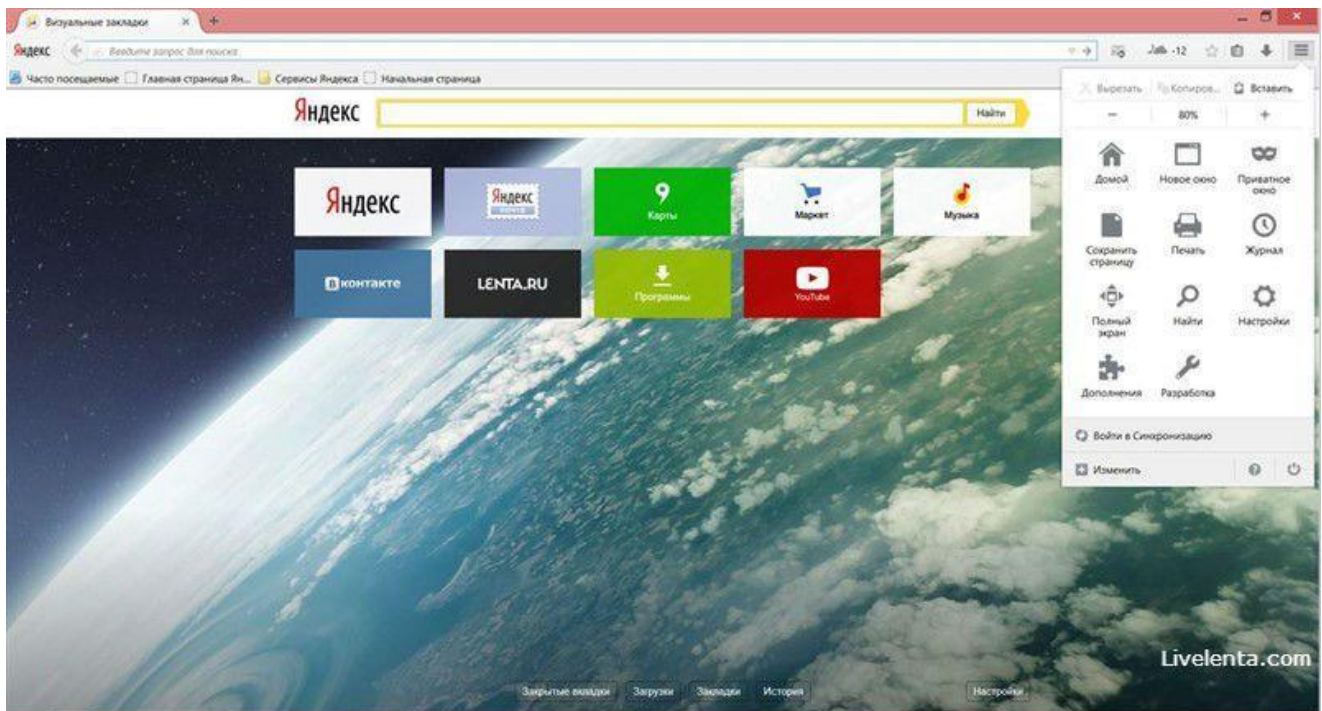 Визуальные закладки
Яндекс Введите запрос для поиска -12
Часто посещаемые Главная страница Ян... Сервисы Яндекса Начальная страница
Вырезать Копиров... Вставить
Яндекс Найти
− 80% +
Домой Новое окно Приватное окно
Яндекс Яндекс почта Карты Маркет Музыка
Сохранить страницу Печать Журнал
В контакте LENTA.RU Программы YouTube
Полный экран Найти Настройки
Дополнения Разработка
Войти в Синхронизацию
Изменить
Livelenta.com
Закрытые вкладки Загрузки Закладки История Настройки